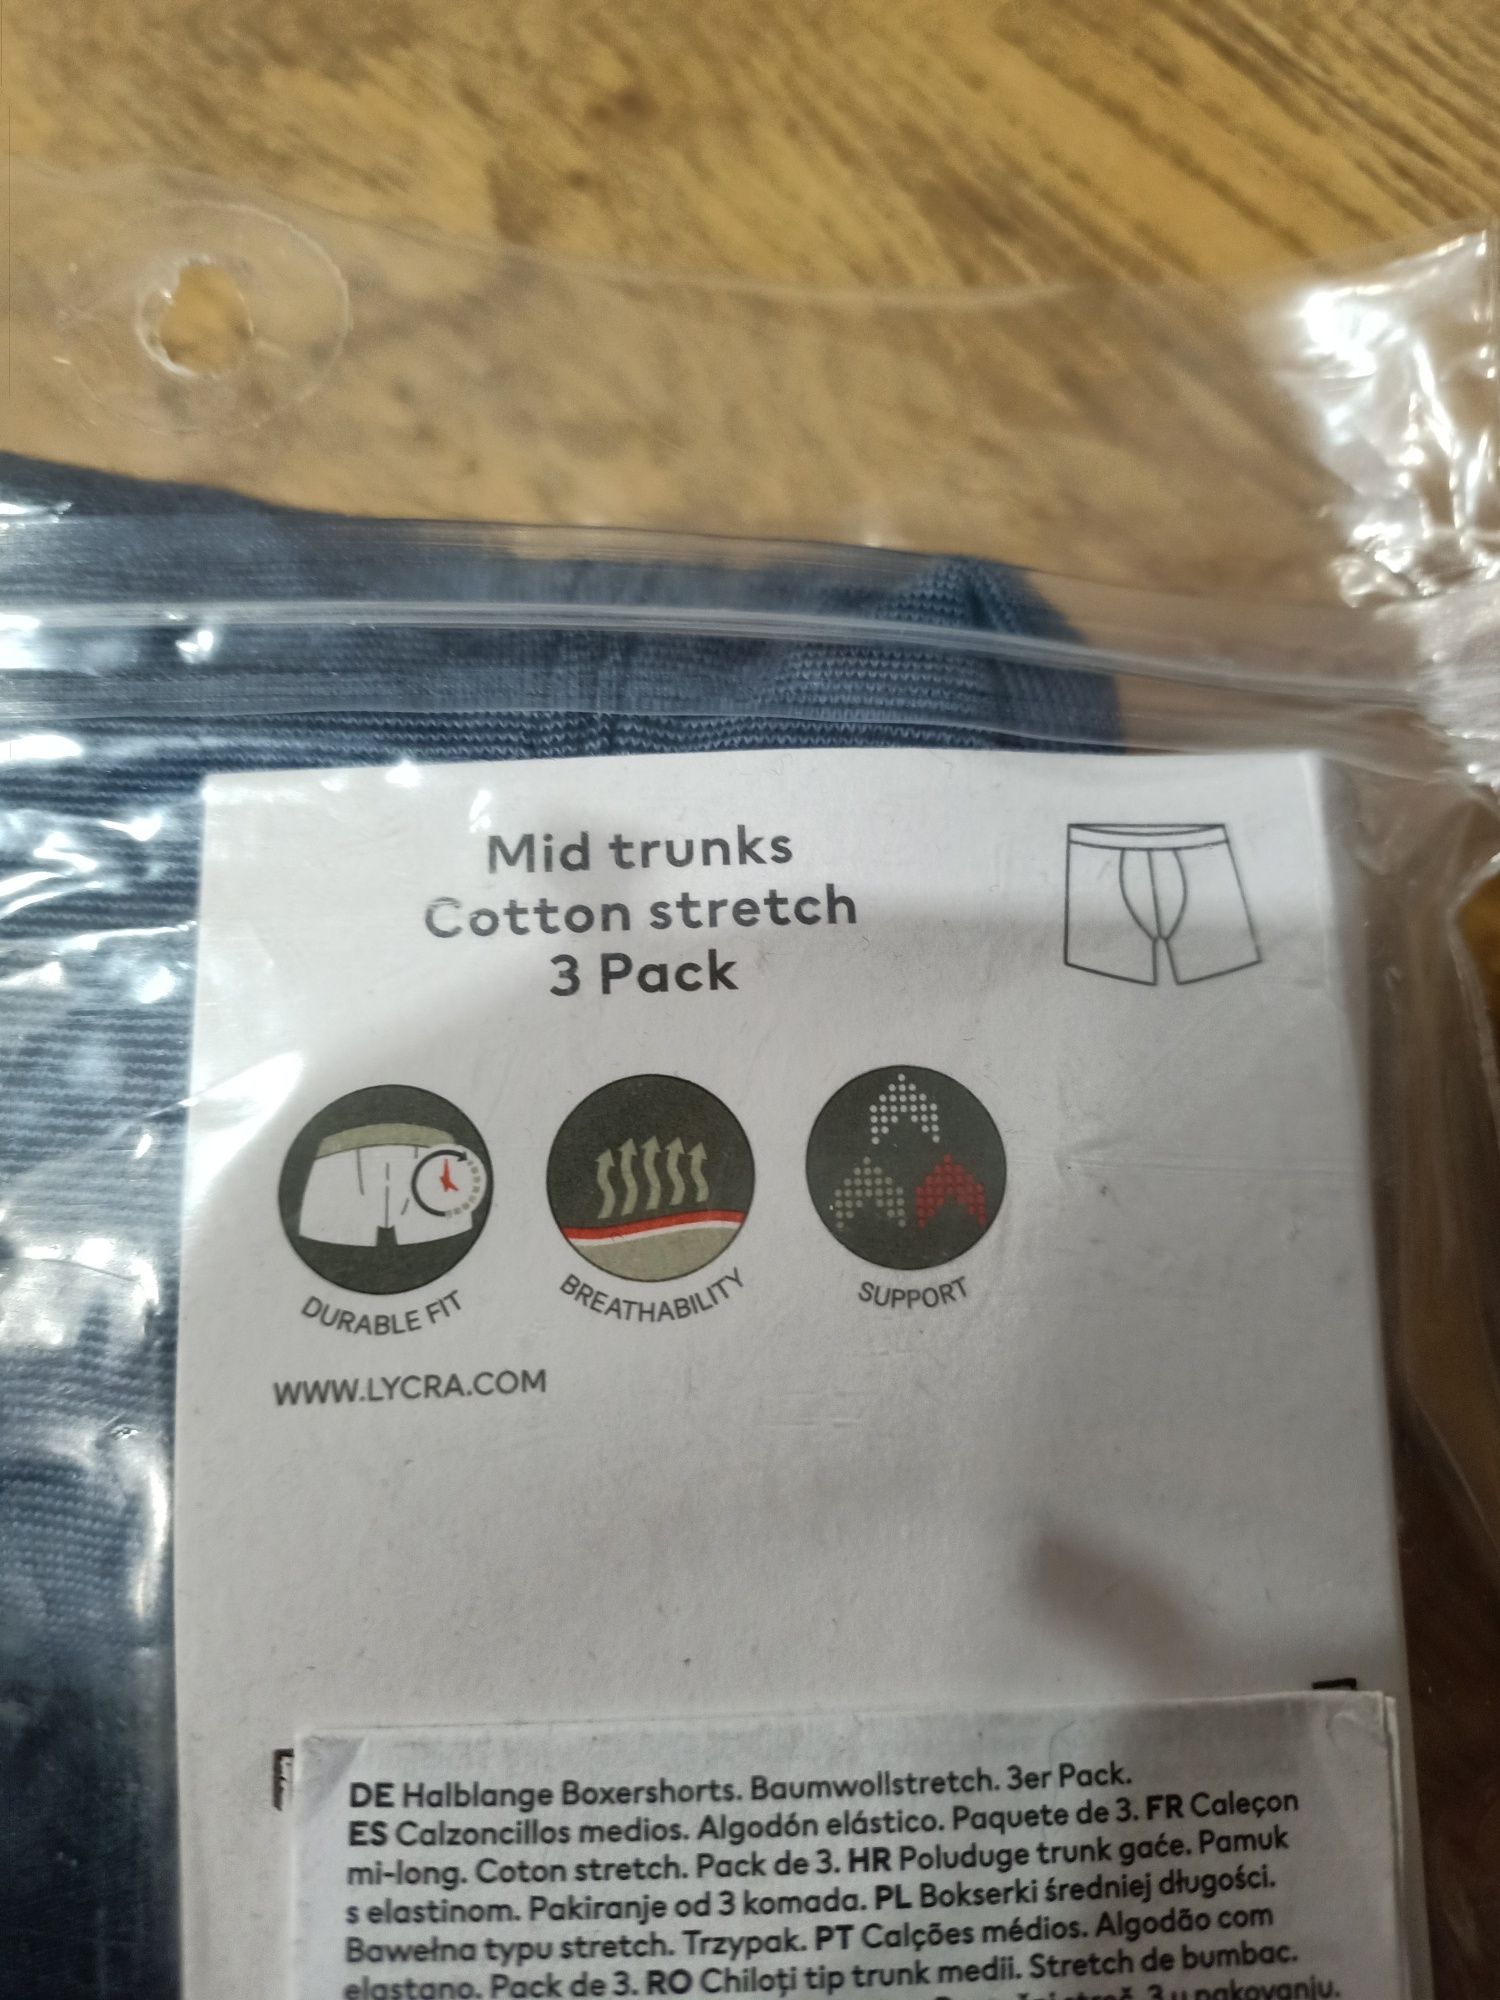 Mid trunks
Cotton stretch
3 Pack
DURABLE FIT
BREATHABILITY
SUPPORT
WWW.LYCRA.COM
DE Halblange Boxershorts. Baumwollstretch. 3er Pack.
ES Calzoncillos medios. Algodón elástico. Paquete de 3. FR Caleçon
mi-long. Coton stretch. Pack de 3. HR Poluduge trunk gaće. Pamuk
s elastinom. Pakiranje od 3 komada. PL Bokserki średniej długości.
Bawełna typu stretch. Trzypak. PT Calções médios. Algodão com
elastano. Pack de 3. RO Chiloți tip trunk medii. Stretch de bumbac.
3 u pakovanju.